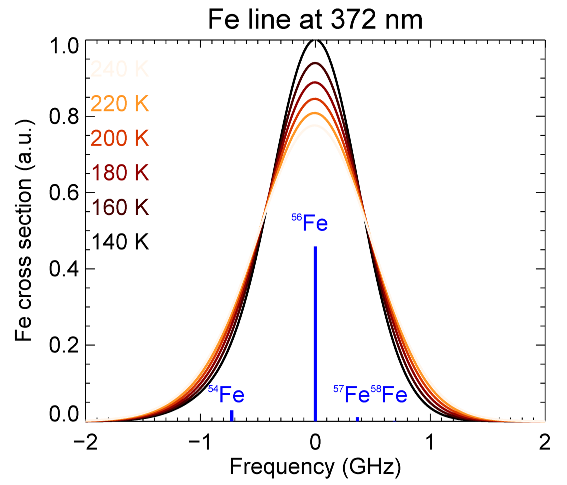 Fe line at 372 nm
Fe cross section (a.u.)
1.0
0.8
0.6
0.4
0.2
0.0
240 K
220 K
200 K
180 K
160 K
140 K
⁵⁶Fe
⁵⁴Fe
⁵⁷Fe⁵⁸Fe
−2
−1
0
1
2
Frequency (GHz)